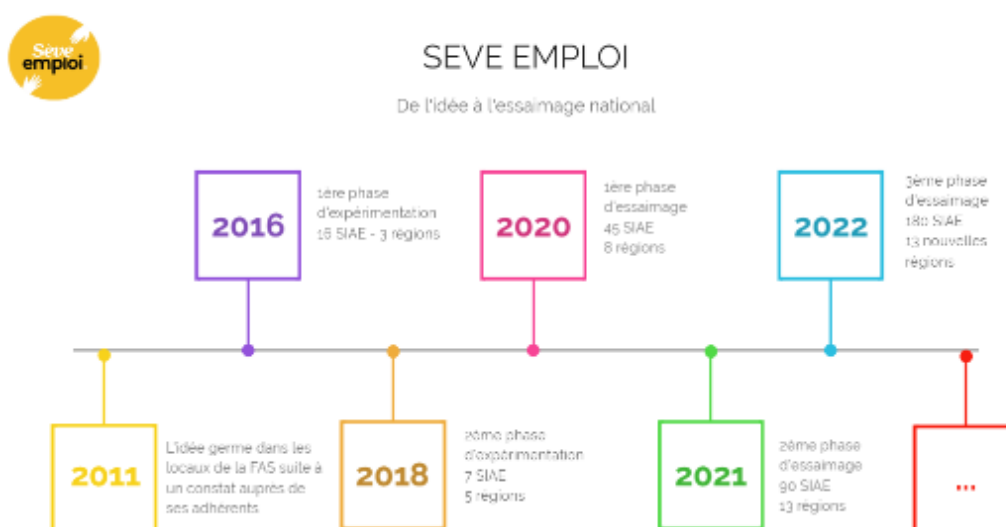 Sève
emploi
SEVE EMPLOI
De l'idée à l'essaimage national
2016
1ère phase
d'expérimentation
16 SIAE - 3 régions
2020
1ère phase
d'essaimage
45 SIAE
8 régions
2022
3ème phase
d'essaimage
180 SIAE
13 nouvelles
régions
2011
L'idée germe dans les
locaux de la FAS suite à
un constat auprès de
ses adhérents
2018
2ème phase
d'expérimentation
7 SIAE
5 régions
2021
2ème phase
d'essaimage
90 SIAE
13 régions
...